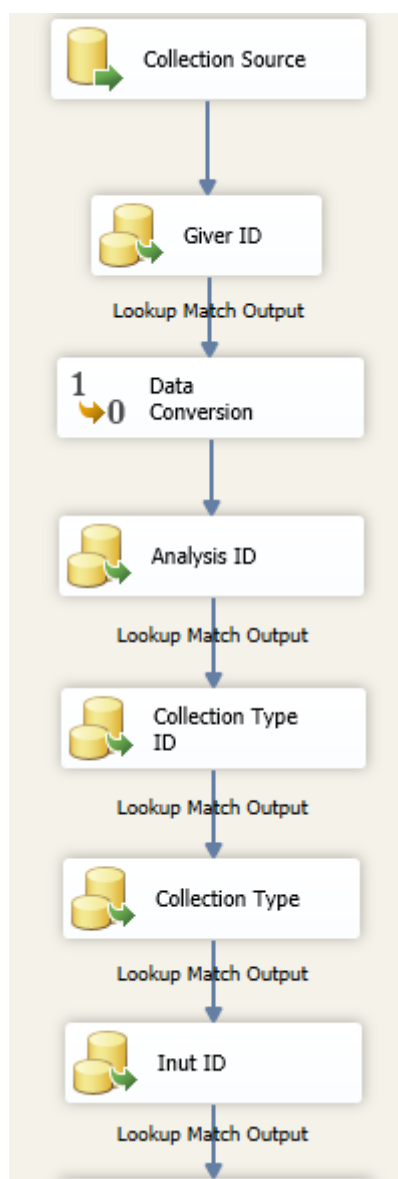 Collection Source
Giver ID
Lookup Match Output
1
0
Data
Conversion
Analysis ID
Lookup Match Output
Collection Type
ID
Lookup Match Output
Collection Type
Lookup Match Output
Inut ID
Lookup Match Output